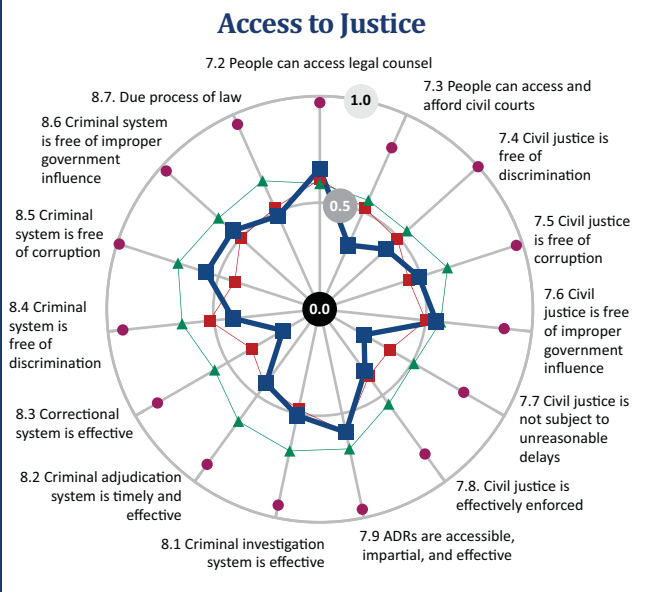 Access to Justice
7.2 People can access legal counsel
7.3 People can access and
afford civil courts
7.4 Civil justice is
free of
discrimination
7.5 Civil justice
is free of
corruption
7.6 Civil
justice is free
of improper
government
influence
7.7 Civil justice is
not subject to
unreasonable
delays
7.8. Civil justice is
effectively enforced
7.9 ADRs are accessible,
impartial, and effective
8.1 Criminal investigation
system is effective
8.2 Criminal adjudication
system is timely and
effective
8.3 Correctional
system is effective
8.4 Criminal
system is
free of
discrimination
8.5 Criminal
system is free
of corruption
8.6 Criminal system
is free of improper
government
influence
8.7. Due process of law
1.0
0.5
0.0